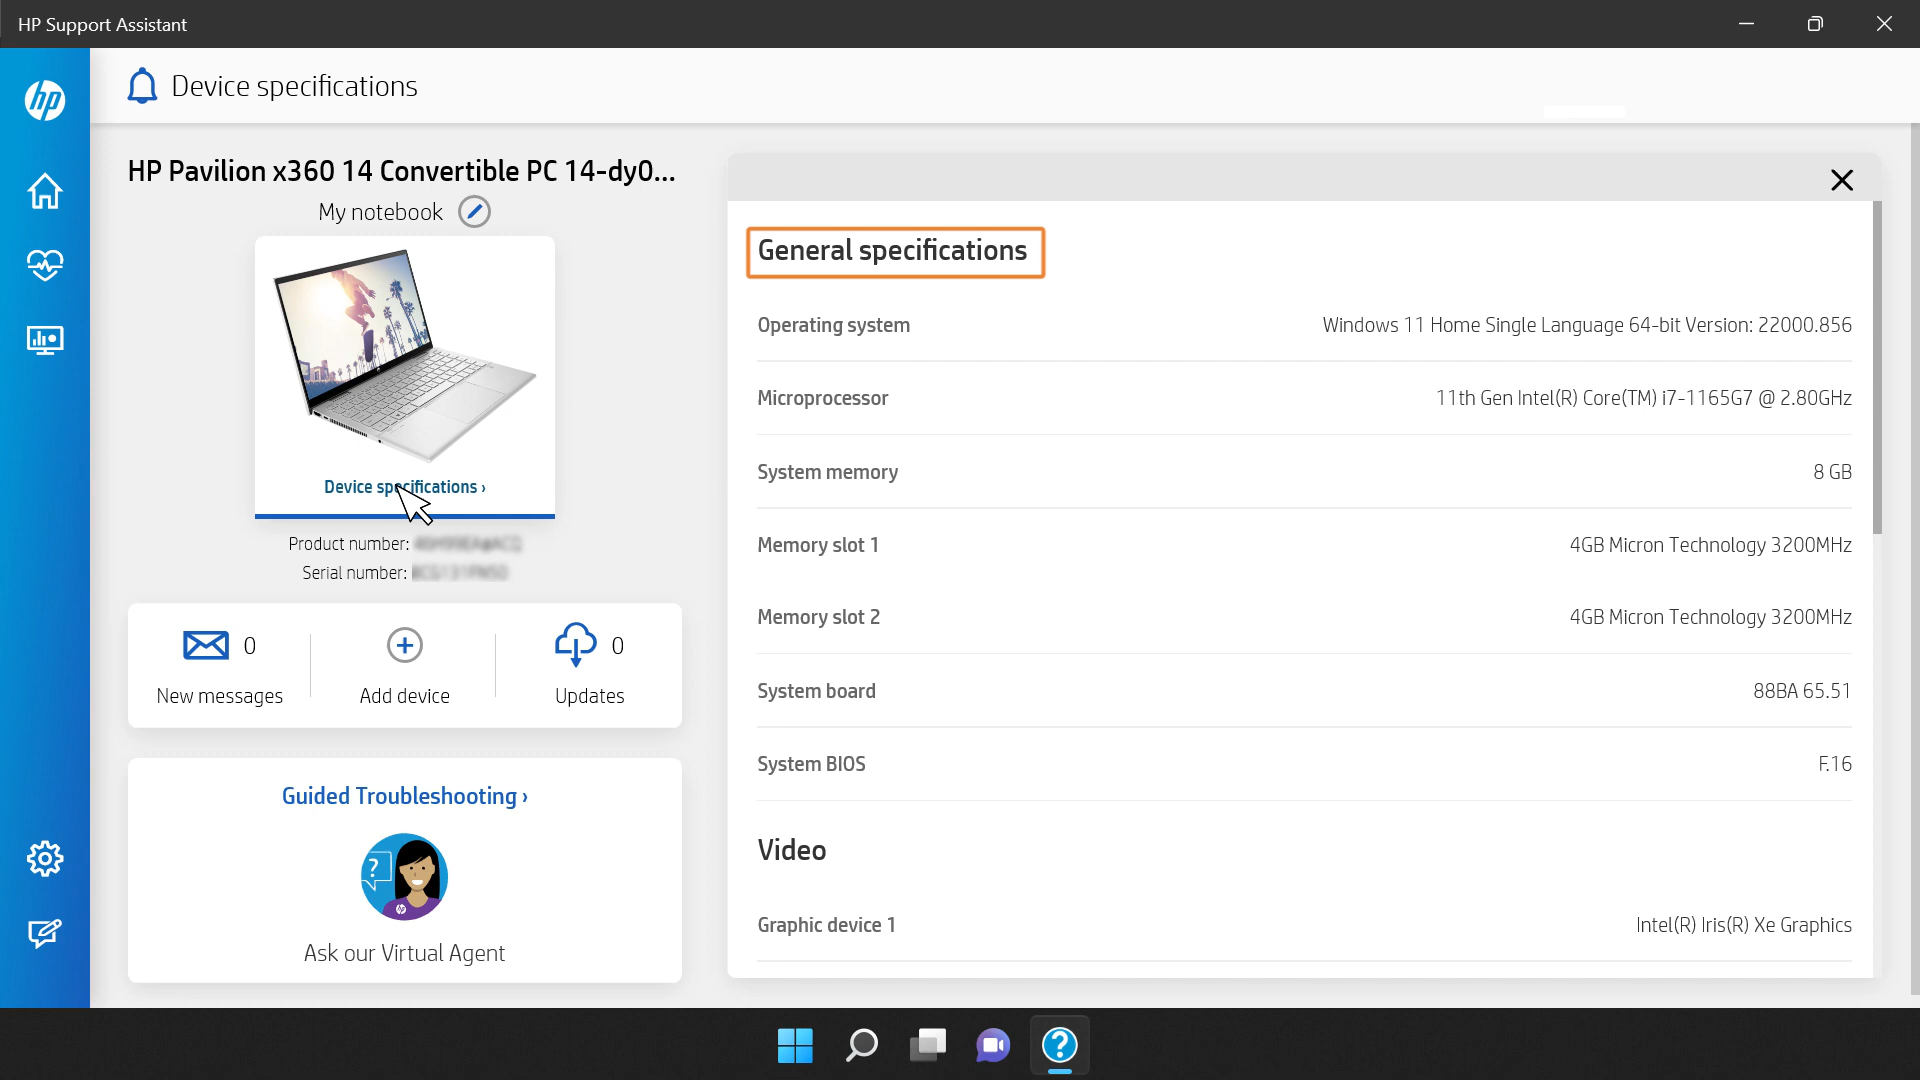 HP Support Assistant
hp
Device specifications
HP Pavilion x360 14 Convertible PC 14-dy0...
My notebook
Device specifications ›
Product number:
Serial number:
0
0
New messages
Add device
Updates
Guided Troubleshooting ›
?
Ask our Virtual Agent
General specifications
Operating system Windows 11 Home Single Language 64-bit Version: 22000.856
Microprocessor 11th Gen Intel(R) Core(TM) i7-1165G7 @ 2.80GHz
System memory 8 GB
Memory slot 1 4GB Micron Technology 3200MHz
Memory slot 2 4GB Micron Technology 3200MHz
System board 88BA 65.51
System BIOS F.16
Video
Graphic device 1 Intel(R) Iris(R) Xe Graphics
?